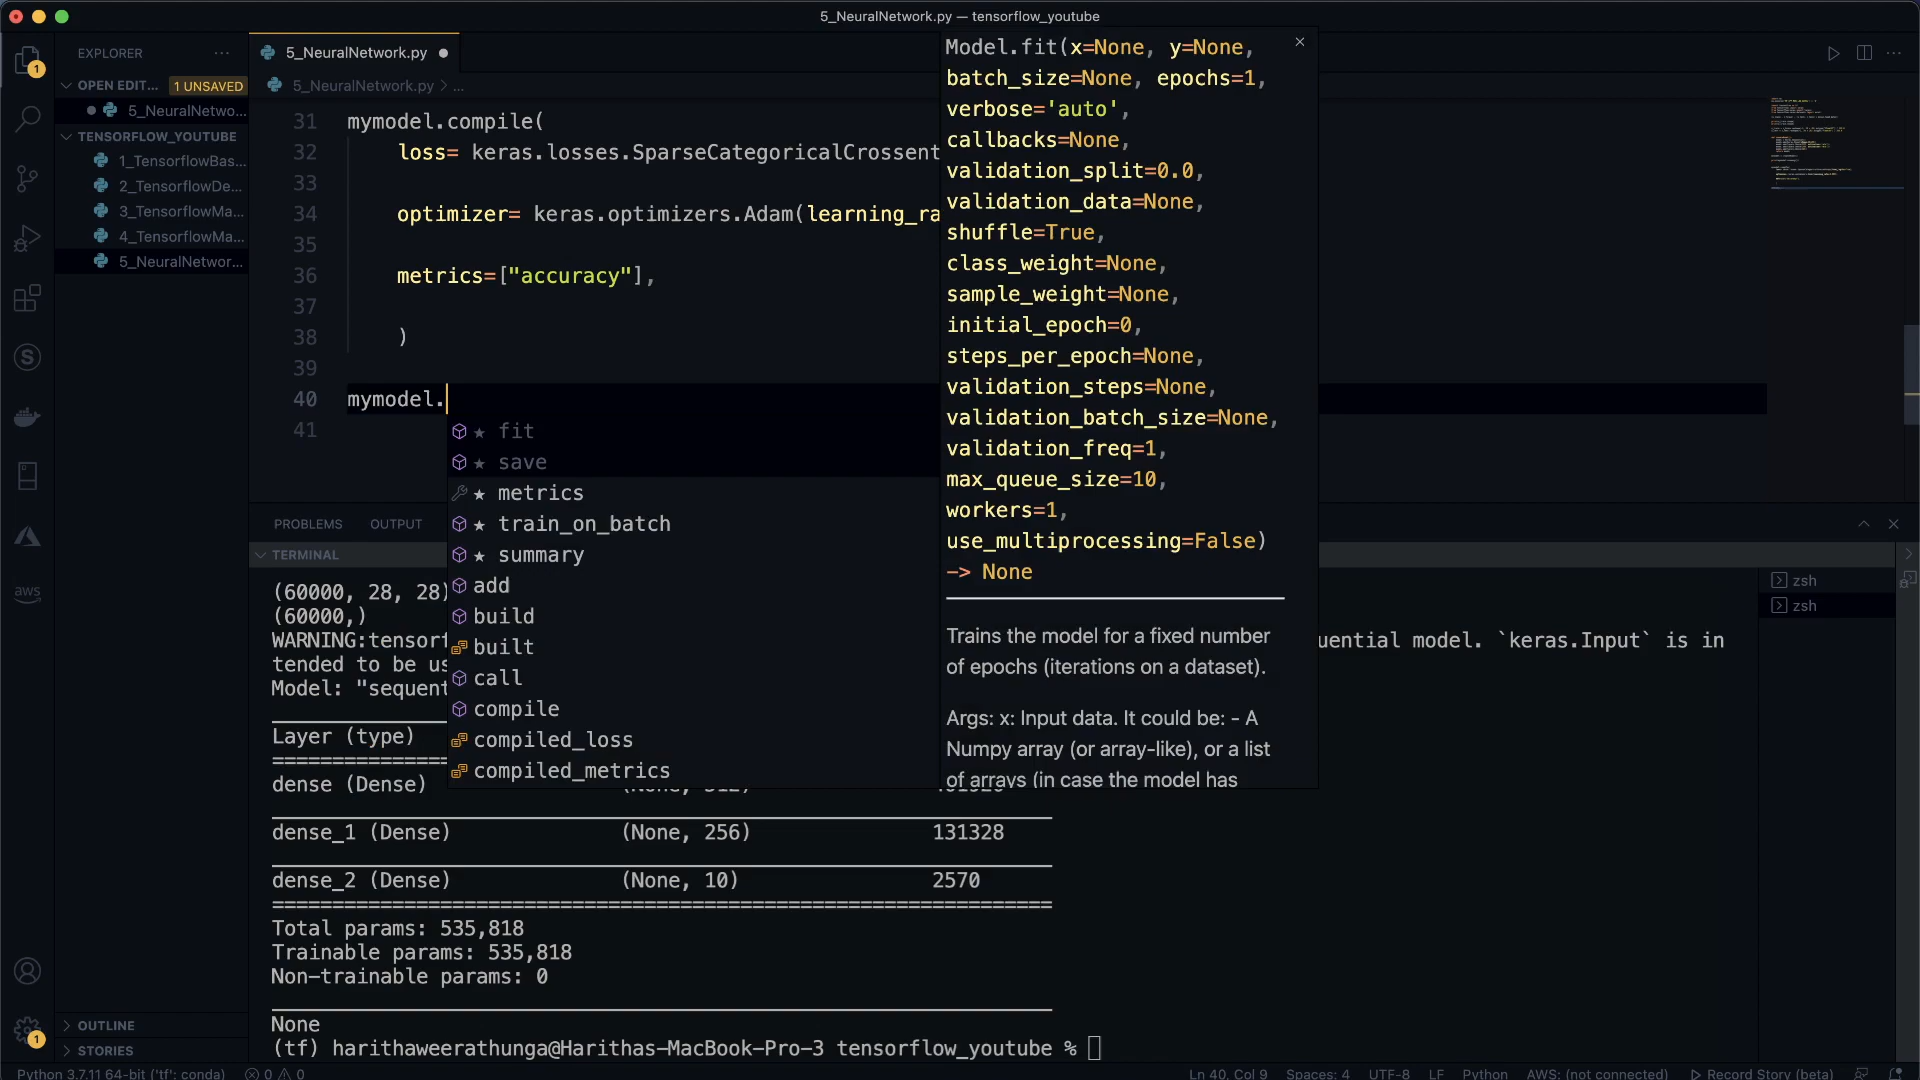 5_NeuralNetwork.py — tensorflow_youtube
EXPLORER
OPEN EDIT... 1 UNSAVED
5_NeuralNetwo...
TENSORFLOW_YOUTUBE
1_TensorflowBas...
2_TensorflowDe...
3_TensorflowMa...
4_TensorflowMa...
5_NeuralNetwor...
OUTLINE
STORIES
1
1
aws
5_NeuralNetwork.py
5_NeuralNetwork.py > ...
31 mymodel.compile(
32 loss= keras.losses.SparseCategoricalCrossent
33
34 optimizer= keras.optimizers.Adam(learning_ra
35
36 metrics=["accuracy"],
37
38 )
39
40 mymodel.
41
fit
save
metrics
train_on_batch
summary
add
build
built
call
compile
compiled_loss
compiled_metrics
Model.fit(x=None, y=None,
batch_size=None, epochs=1,
verbose='auto',
callbacks=None,
validation_split=0.0,
validation_data=None,
shuffle=True,
class_weight=None,
sample_weight=None,
initial_epoch=0,
steps_per_epoch=None,
validation_steps=None,
validation_batch_size=None,
validation_freq=1,
max_queue_size=10,
workers=1,
use_multiprocessing=False)
-> None
Trains the model for a fixed number
of epochs (iterations on a dataset).
Args: x: Input data. It could be: - A
Numpy array (or array-like), or a list
of arrays (in case the model has
PROBLEMS OUTPUT
TERMINAL
zsh
zsh
(60000, 28, 28)
(60000,)
WARNING:tensorf uential model. `keras.Input` is in
tended to be us
Model: "sequent
Layer (type)
dense (Dense)
dense_1 (Dense) (None, 256) 131328
dense_2 (Dense) (None, 10) 2570
Total params: 535,818
Trainable params: 535,818
Non-trainable params: 0
None
(tf) harithaweerathunga@Harithas-MacBook-Pro-3 tensorflow_youtube %
Python 3.7.11 64-bit ('tf': conda) 0 0 Ln 40, Col 9 Spaces: 4 UTF-8 LF Python AWS: (not connected) Record Story (beta)